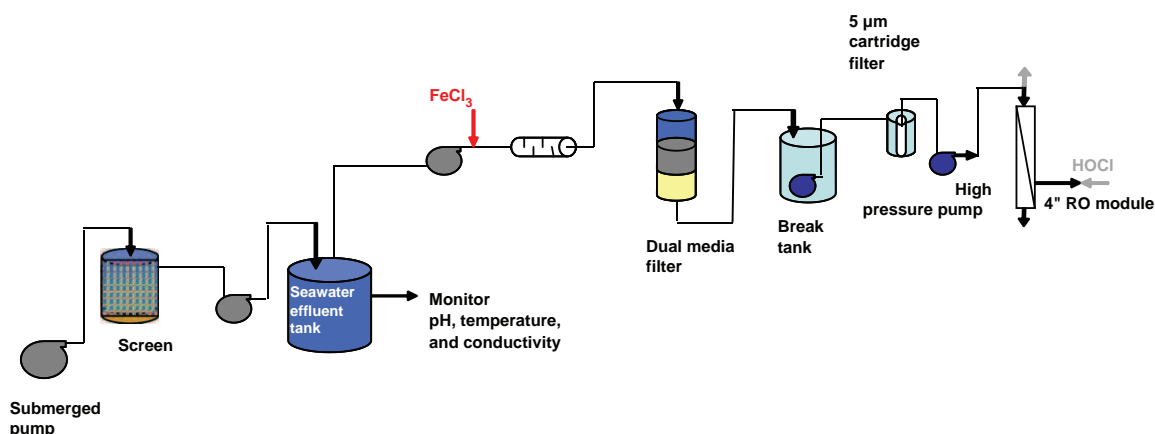 5 µm
cartridge
filter
FeCl3
HOCl
4" RO module
High
pressure pump
Break
tank
Dual media
filter
Seawater
effluent
tank
Monitor
pH, temperature,
and conductivity
Screen
Submerged
pump